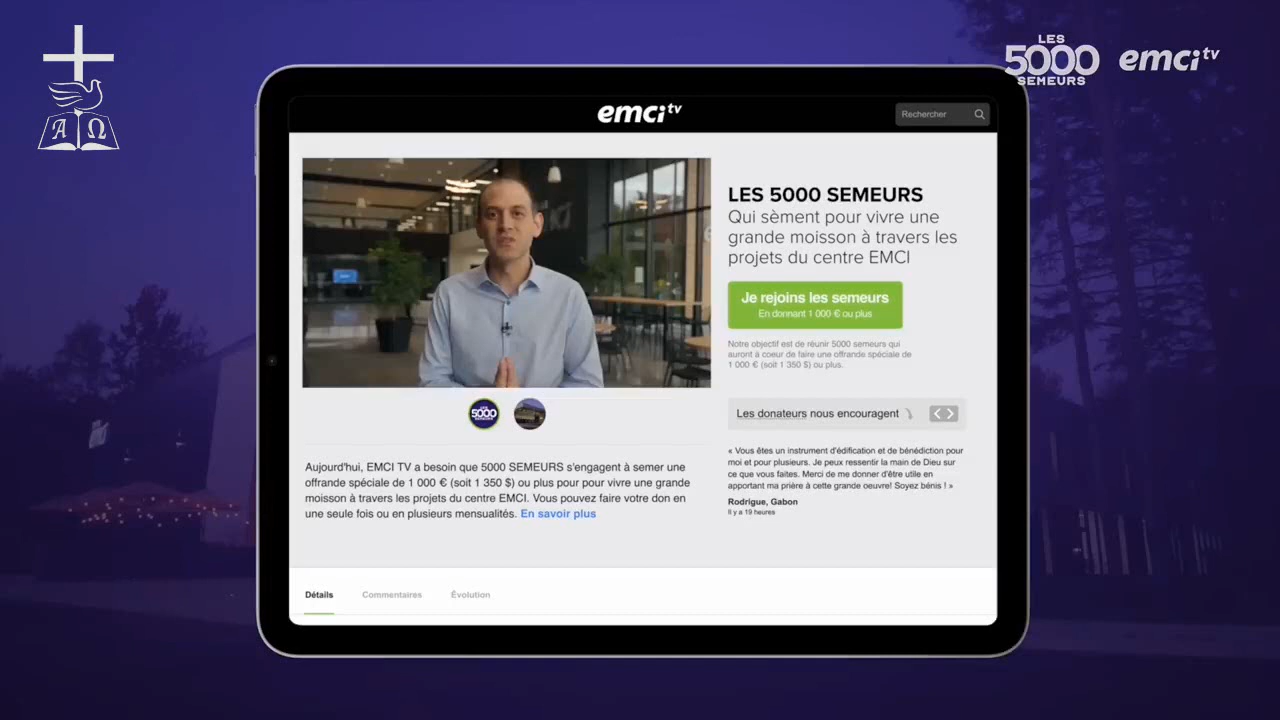 Α Ω
LES
5000
SEMEURS
emci tv
emci tv
Rechercher
LES 5000 SEMEURS
Qui sèment pour vivre une
grande moisson à travers les
projets du centre EMCI
Je rejoins les semeurs
En donnant 1 000 € ou plus
Notre objectif est de réunir 5000 semeurs qui
auront à coeur de faire une offrande spéciale de
1 000 € (soit 1 350 $) ou plus.
LES
5000
SEMEURS
Les donateurs nous encouragent
« Vous êtes un instrument d'édification et de bénédiction pour
moi et pour plusieurs. Je peux ressentir la main de Dieu sur
ce que vous faites. Merci de me donner d'être utile en
apportant ma prière à cette grande oeuvre! Soyez bénis ! »
Rodrigue, Gabon
Il y a 19 heures
Aujourd'hui, EMCI TV a besoin que 5000 SEMEURS s'engagent à semer une
offrande spéciale de 1 000 € (soit 1 350 $) ou plus pour pour vivre une grande
moisson à travers les projets du centre EMCI. Vous pouvez faire votre don en
une seule fois ou en plusieurs mensualités. En savoir plus
Détails
Commentaires
Évolution